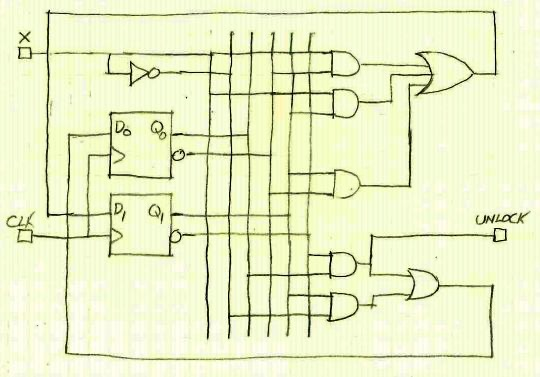 X
D0 Q0
D1 Q1
CLK
UNLOCK